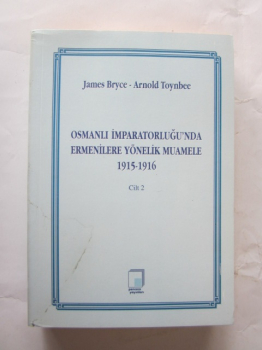 James Bryce - Arnold Toynbee
OSMANLI İMPARATORLUĞU'NDA
ERMENİLERE YÖNELİK MUAMELE
1915-1916
Cilt 2